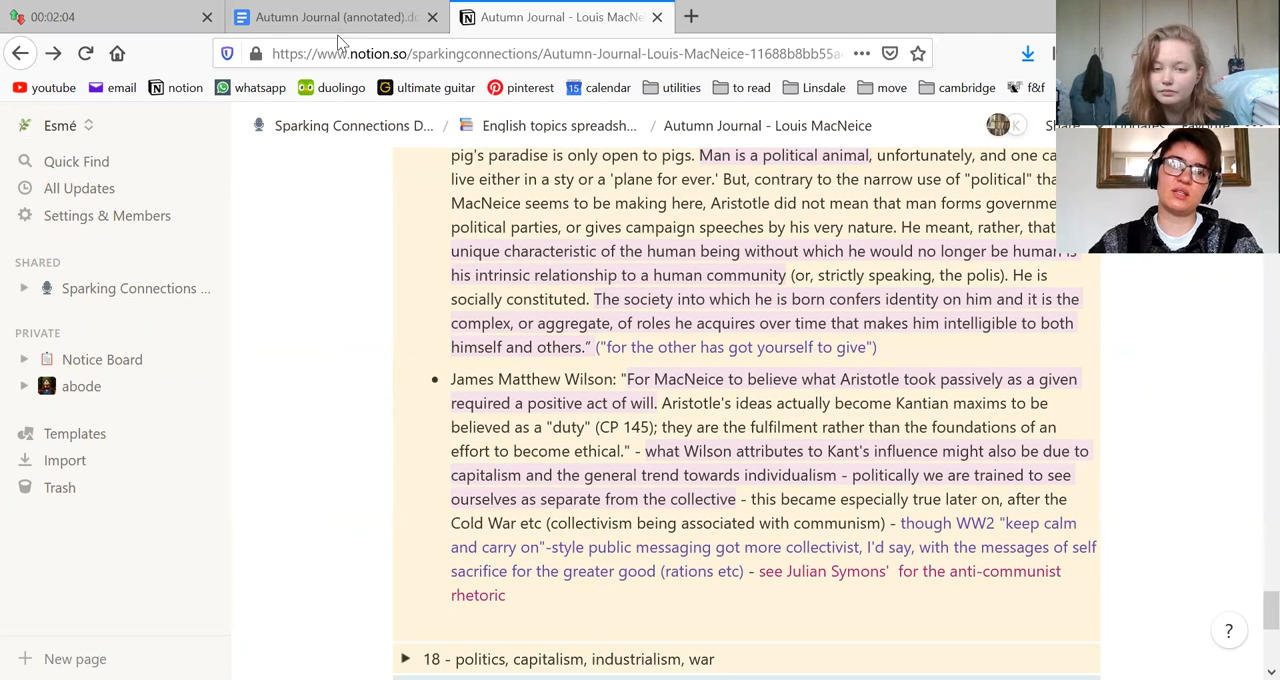 00:02:04
Autumn Journal (annotated).do
Autumn Journal - Louis MacNe
https://www.notion.so/sparkingconnections/Autumn-Journal-Louis-MacNeice-11688b8bb55a
youtube email notion whatsapp duolingo ultimate guitar pinterest calendar utilities to read Linsdale move cambridge f&f
Esmé
Sparking Connections D... / English topics spreadsh... / Autumn Journal - Louis MacNeice
K
Quick Find
All Updates
Settings & Members
SHARED
Sparking Connections ...
PRIVATE
Notice Board
abode
Templates
Import
Trash
New page
pig's paradise is only open to pigs. Man is a political animal, unfortunately, and one ca
live either in a sty or a 'plane for ever.' But, contrary to the narrow use of "political" tha
MacNeice seems to be making here, Aristotle did not mean that man forms governme
political parties, or gives campaign speeches by his very nature. He meant, rather, that
unique characteristic of the human being without which he would no longer be human is
his intrinsic relationship to a human community (or, strictly speaking, the polis). He is
socially constituted. The society into which he is born confers identity on him and it is the
complex, or aggregate, of roles he acquires over time that makes him intelligible to both
himself and others." ("for the other has got yourself to give")
• James Matthew Wilson: "For MacNeice to believe what Aristotle took passively as a given
required a positive act of will. Aristotle's ideas actually become Kantian maxims to be
believed as a "duty" (CP 145); they are the fulfilment rather than the foundations of an
effort to become ethical." - what Wilson attributes to Kant's influence might also be due to
capitalism and the general trend towards individualism - politically we are trained to see
ourselves as separate from the collective - this became especially true later on, after the
Cold War etc (collectivism being associated with communism) - though WW2 "keep calm
and carry on"-style public messaging got more collectivist, I'd say, with the messages of self
sacrifice for the greater good (rations etc) - see Julian Symons' for the anti-communist
rhetoric
18 - politics, capitalism, industrialism, war
?